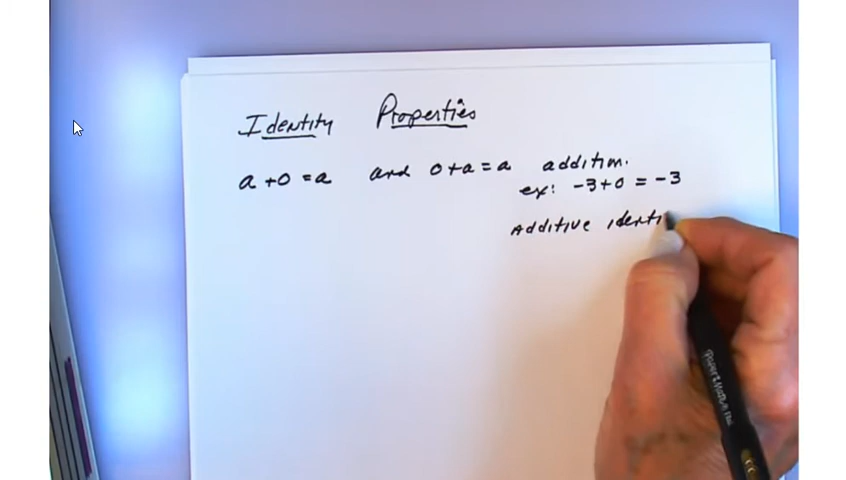 Identity Properties
a + 0 = a and 0 + a = a addition.
ex: -3 + 0 = -3
Additive identi